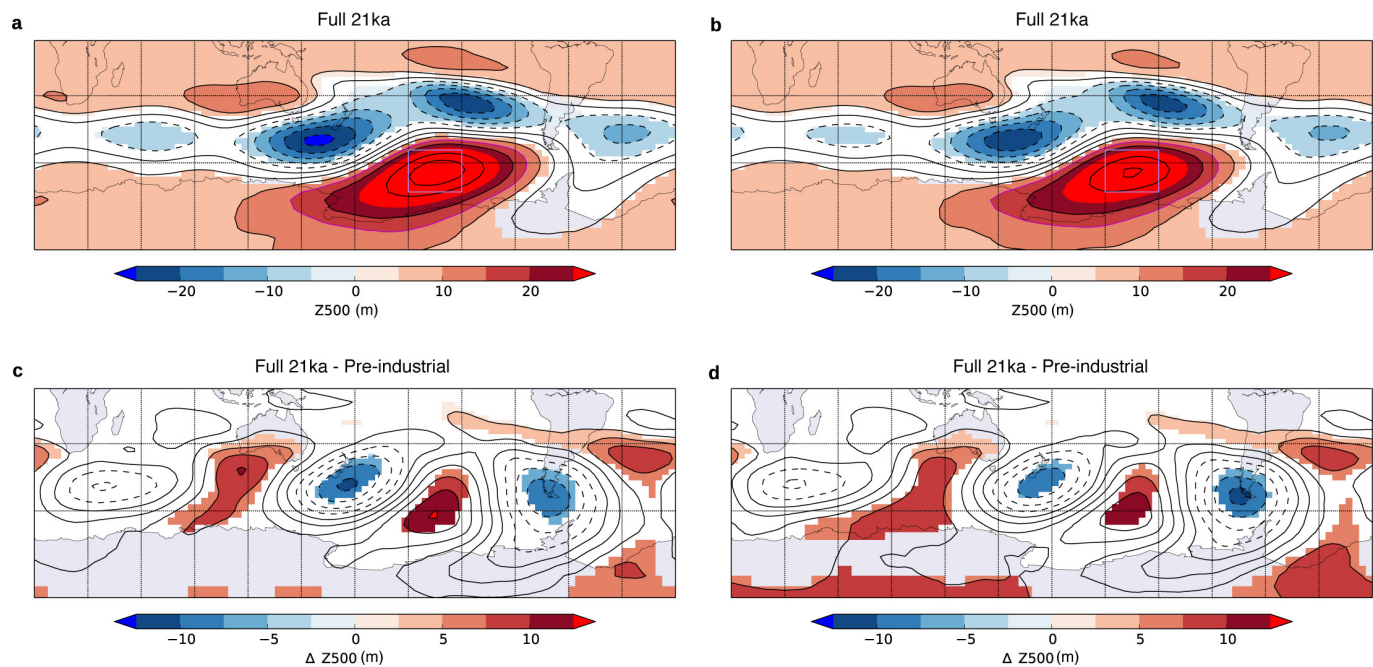 a
Full 21ka
b
Full 21ka
−20 −10 0 10 20
Z500 (m)
−20 −10 0 10 20
Z500 (m)
c
Full 21ka - Pre-industrial
d
Full 21ka - Pre-industrial
−10 −5 0 5 10
Δ Z500 (m)
−10 −5 0 5 10
Δ Z500 (m)